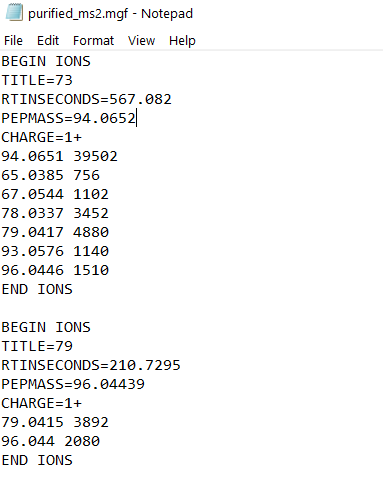 purified_ms2.mgf - Notepad
File Edit Format View Help
BEGIN IONS
TITLE=73
RTINSECONDS=567.082
PEPMASS=94.0652
CHARGE=1+
94.0651 39502
65.0385 756
67.0544 1102
78.0337 3452
79.0417 4880
93.0576 1140
96.0446 1510
END IONS

BEGIN IONS
TITLE=79
RTINSECONDS=210.7295
PEPMASS=96.04439
CHARGE=1+
79.0415 3892
96.044 2080
END IONS